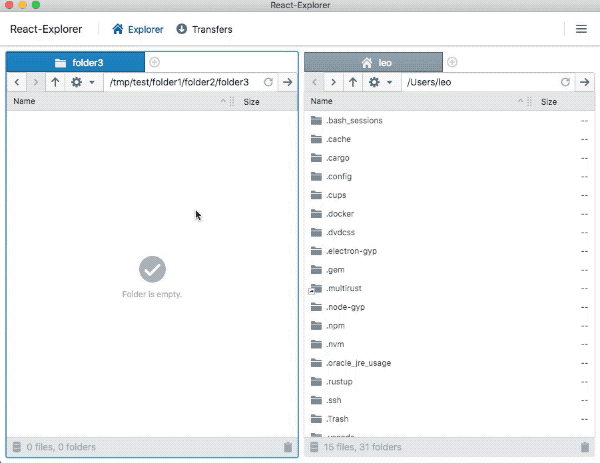 React-Explorer
React-Explorer Explorer Transfers
folder3
/tmp/test/folder1/folder2/folder3
Name Size
Folder is empty.
0 files, 0 folders
leo
/Users/leo
Name Size
.bash_sessions --
.cache --
.cargo --
.config --
.cups --
.docker --
.dvdcss --
.electron-gyp --
.gem --
.multirust --
.node-gyp --
.npm --
.nvm --
.oracle_jre_usage --
.rustup --
.ssh --
.Trash --
15 files, 31 folders